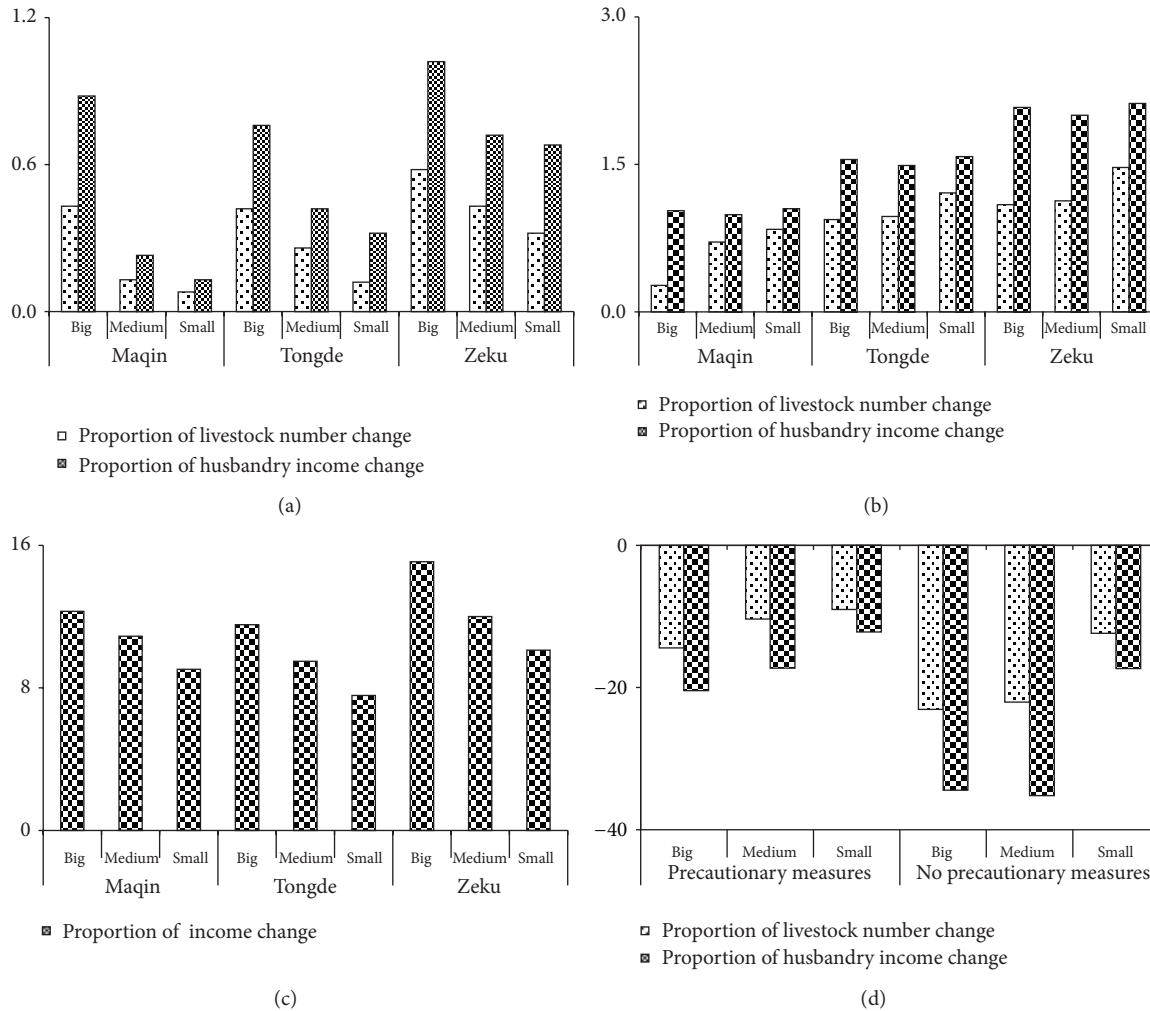 1.2
0.6
0.0
Big Medium Small Big Medium Small Big Medium Small
Maqin Tongde Zeku
Proportion of livestock number change
Proportion of husbandry income change
(a)
3.0
1.5
0.0
Big Medium Small Big Medium Small Big Medium Small
Maqin Tongde Zeku
Proportion of livestock number change
Proportion of husbandry income change
(b)
16
8
0
Big Medium Small Big Medium Small Big Medium Small
Maqin Tongde Zeku
Proportion of income change
(c)
0
−20
−40
Big Medium Small Big Medium Small
Precautionary measures No precautionary measures
Proportion of livestock number change
Proportion of husbandry income change
(d)